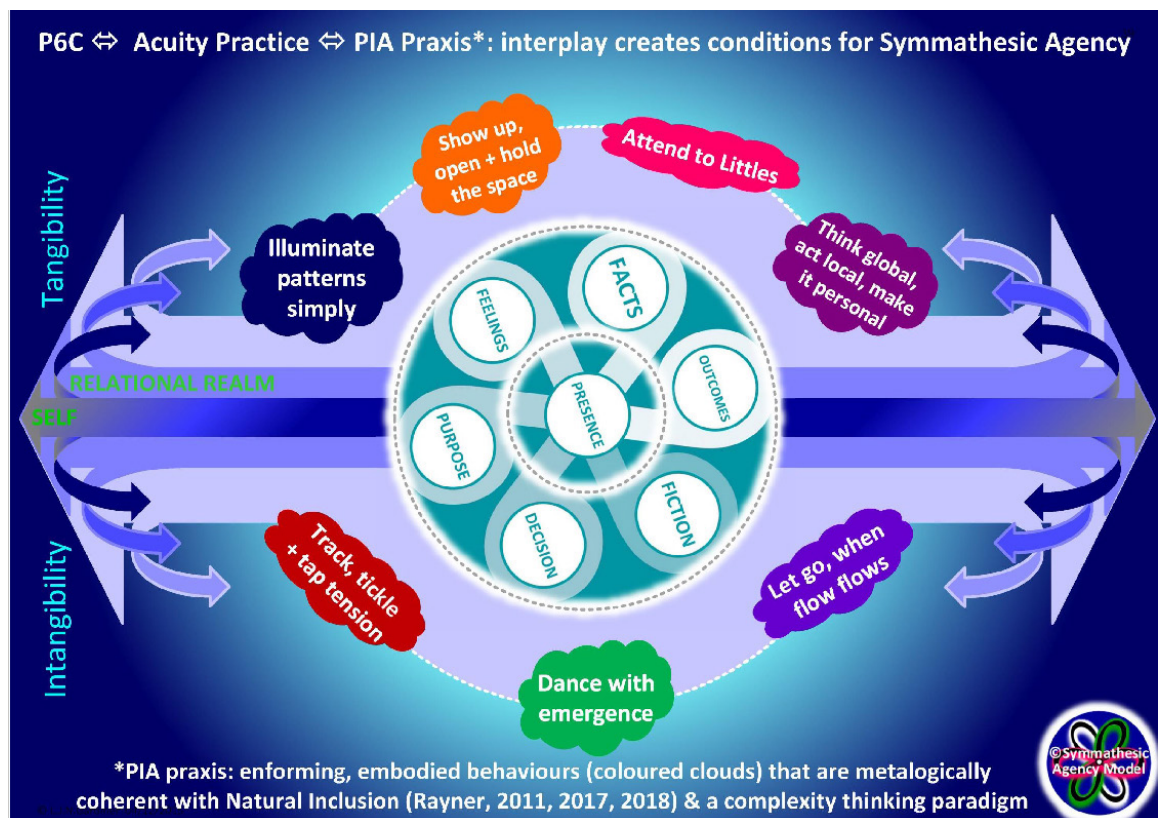 P6C ⇔ Acuity Practice ⇔ PIA Praxis*: interplay creates conditions for Symmathesic Agency
Tangibility
Show up,
open + hold
the space
Attend to Littles
Illuminate
patterns
simply
Think global,
act local, make
it personal
FEELINGS
FACTS
OUTCOMES
PRESENCE
PURPOSE
DECISION
FICTION
RELATIONAL REALM
SELF
Intangibility
Track, tickle
+ tap tension
Let go, when
flow flows
Dance with
emergence
©Symmathesic
Agency Model
*PIA praxis: enforming, embodied behaviours (coloured clouds) that are metalogically
coherent with Natural Inclusion (Rayner, 2011, 2017, 2018) & a complexity thinking paradigm